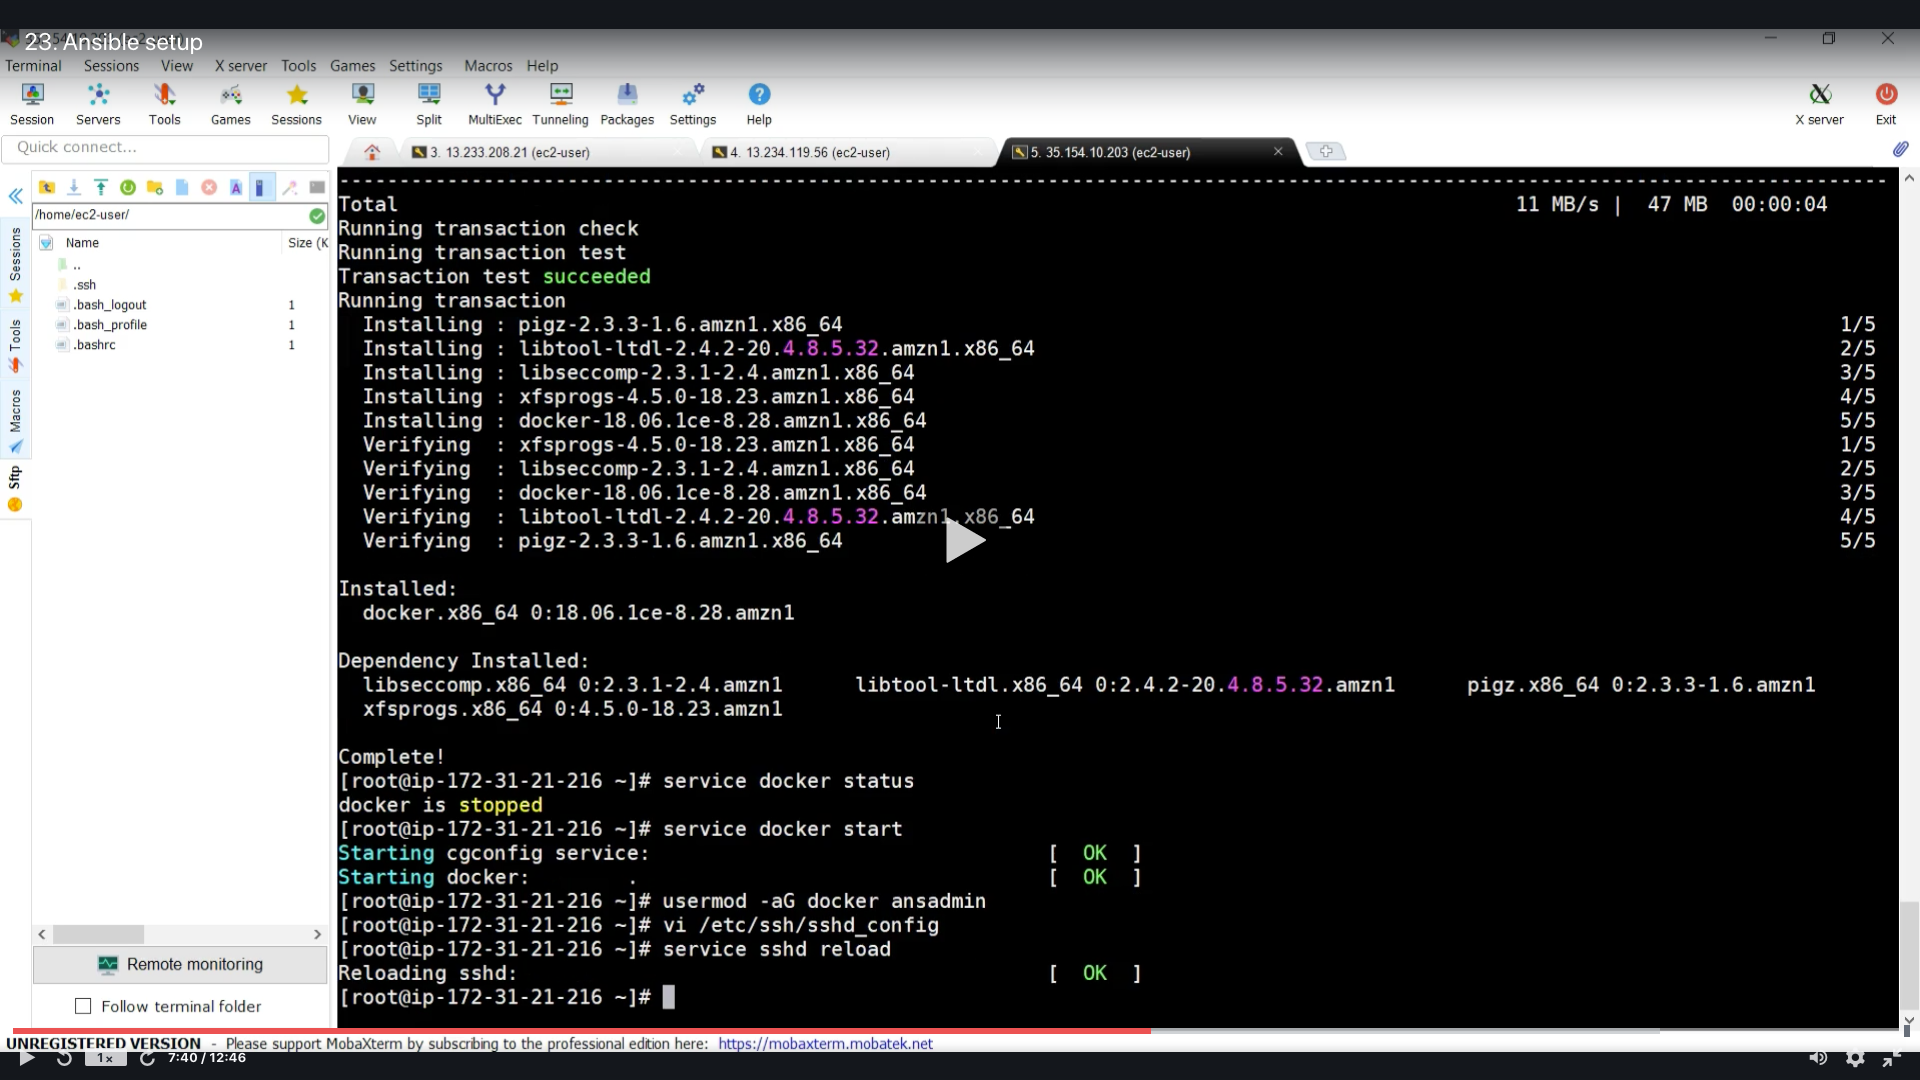 23. Ansible setup
Terminal Sessions View X server Tools Games Settings Macros Help
Session Servers Tools Games Sessions View Split MultiExec Tunneling Packages Settings Help X server Exit
Quick connect...
3. 13.233.208.21 (ec2-user)
4. 13.234.119.56 (ec2-user)
5. 35.154.10.203 (ec2-user)
/home/ec2-user/
Name Size (K
..
.ssh
.bash_logout 1
.bash_profile 1
.bashrc 1
Sessions
Tools
Macros
Sftp
Remote monitoring
Follow terminal folder
Total 11 MB/s | 47 MB 00:00:04
Running transaction check
Running transaction test
Transaction test succeeded
Running transaction
Installing : pigz-2.3.3-1.6.amzn1.x86_64 1/5
Installing : libtool-ltdl-2.4.2-20.4.8.5.32.amzn1.x86_64 2/5
Installing : libseccomp-2.3.1-2.4.amzn1.x86_64 3/5
Installing : xfsprogs-4.5.0-18.23.amzn1.x86_64 4/5
Installing : docker-18.06.1ce-8.28.amzn1.x86_64 5/5
Verifying : xfsprogs-4.5.0-18.23.amzn1.x86_64 1/5
Verifying : libseccomp-2.3.1-2.4.amzn1.x86_64 2/5
Verifying : docker-18.06.1ce-8.28.amzn1.x86_64 3/5
Verifying : libtool-ltdl-2.4.2-20.4.8.5.32.amzn1.x86_64 4/5
Verifying : pigz-2.3.3-1.6.amzn1.x86_64 5/5
Installed:
docker.x86_64 0:18.06.1ce-8.28.amzn1
Dependency Installed:
libseccomp.x86_64 0:2.3.1-2.4.amzn1 libtool-ltdl.x86_64 0:2.4.2-20.4.8.5.32.amzn1 pigz.x86_64 0:2.3.3-1.6.amzn1
xfsprogs.x86_64 0:4.5.0-18.23.amzn1
Complete!
[root@ip-172-31-21-216 ~]# service docker status
docker is stopped
[root@ip-172-31-21-216 ~]# service docker start
Starting cgconfig service: [ OK ]
Starting docker: . [ OK ]
[root@ip-172-31-21-216 ~]# usermod -aG docker ansadmin
[root@ip-172-31-21-216 ~]# vi /etc/ssh/sshd_config
[root@ip-172-31-21-216 ~]# service sshd reload
Reloading sshd: [ OK ]
[root@ip-172-31-21-216 ~]#
UNREGISTERED VERSION - Please support MobaXterm by subscribing to the professional edition here: https://mobaxterm.mobatek.net
1x 7:40 / 12:46